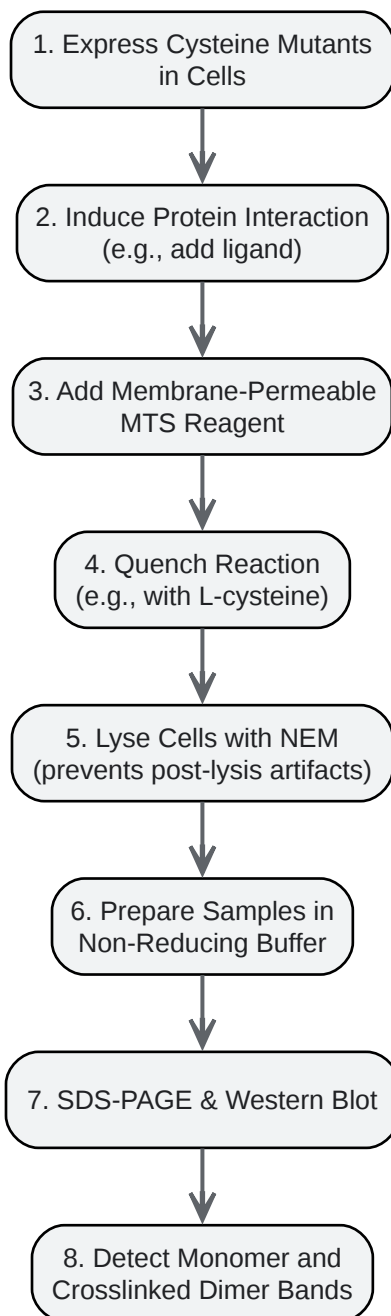 1. Express Cysteine Mutants
in Cells
2. Induce Protein Interaction
(e.g., add ligand)
3. Add Membrane-Permeable
MTS Reagent
4. Quench Reaction
(e.g., with L-cysteine)
5. Lyse Cells with NEM
(prevents post-lysis artifacts)
6. Prepare Samples in
Non-Reducing Buffer
7. SDS-PAGE & Western Blot
8. Detect Monomer and
Crosslinked Dimer Bands